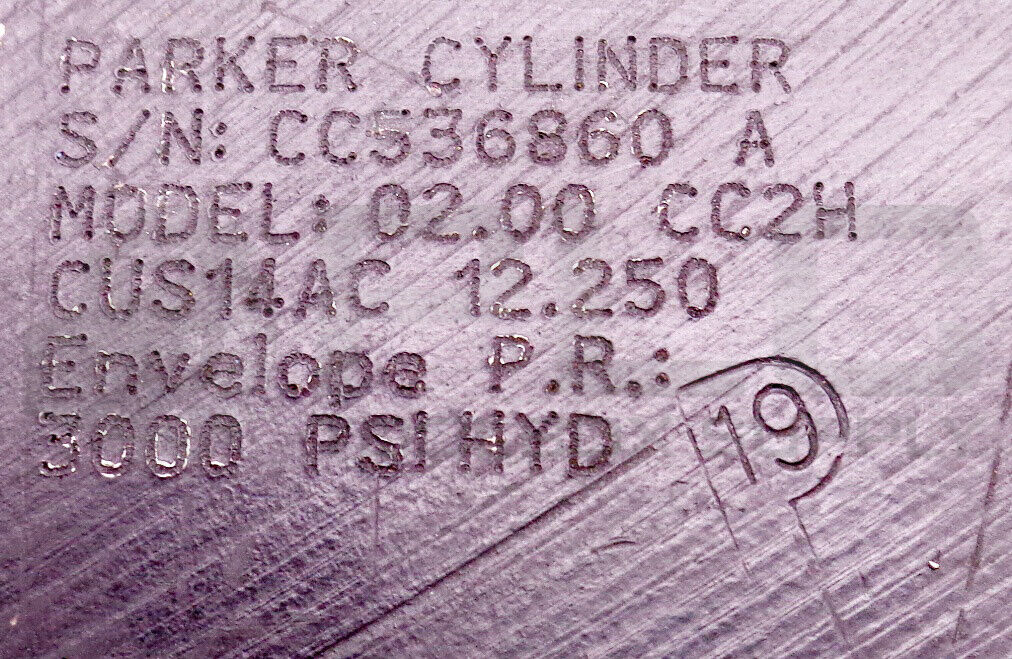 PARKER CYLINDER
S/N: CC536860 A
MODEL: 02.00 CC2H
CUS14AC 12.250
Envelope P.R.:
3000 PSI HYD
19